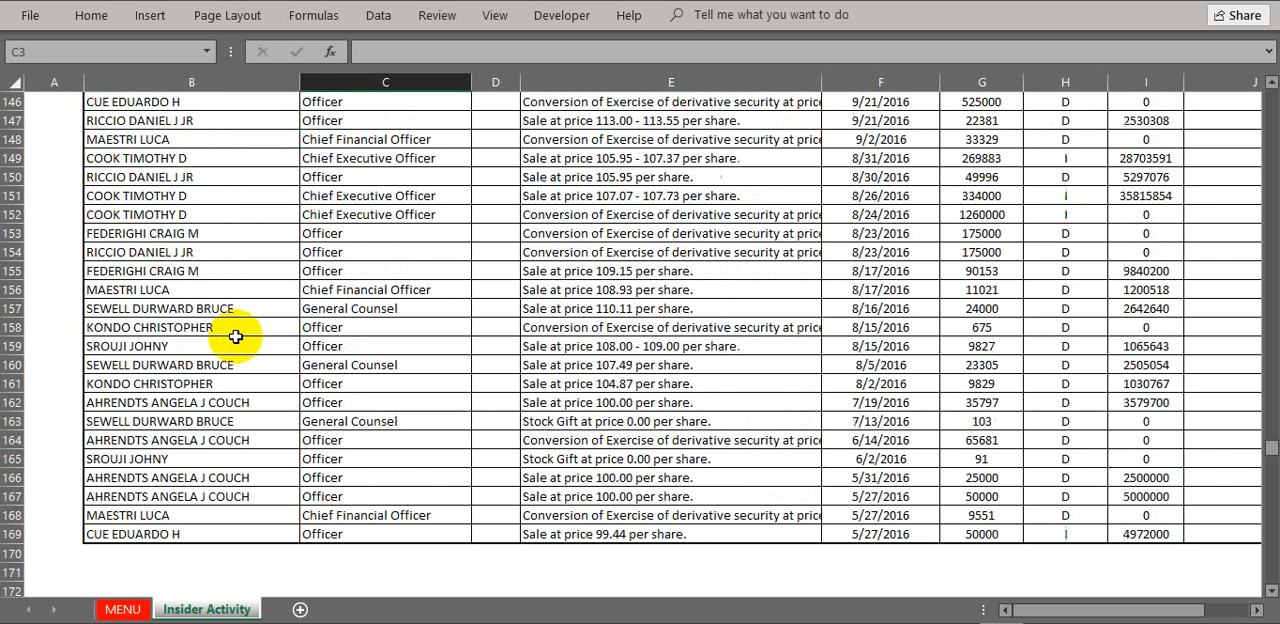 File Home Insert Page Layout Formulas Data Review View Developer Help Tell me what you want to do Share
C3 fx
A B C D E F G H I J
146 CUE EDUARDO H Officer Conversion of Exercise of derivative security at price 9/21/2016 525000 D 0
147 RICCIO DANIEL J JR Officer Sale at price 113.00 - 113.55 per share. 9/21/2016 22381 D 2530308
148 MAESTRI LUCA Chief Financial Officer Conversion of Exercise of derivative security at price 9/2/2016 33329 D 0
149 COOK TIMOTHY D Chief Executive Officer Sale at price 105.95 - 107.37 per share. 8/31/2016 269883 I 28703591
150 RICCIO DANIEL J JR Officer Sale at price 105.95 per share. 8/30/2016 49996 D 5297076
151 COOK TIMOTHY D Chief Executive Officer Sale at price 107.07 - 107.73 per share. 8/26/2016 334000 I 35815854
152 COOK TIMOTHY D Chief Executive Officer Conversion of Exercise of derivative security at price 8/24/2016 1260000 I 0
153 FEDERIGHI CRAIG M Officer Conversion of Exercise of derivative security at price 8/23/2016 175000 D 0
154 RICCIO DANIEL J JR Officer Conversion of Exercise of derivative security at price 8/23/2016 175000 D 0
155 FEDERIGHI CRAIG M Officer Sale at price 109.15 per share. 8/17/2016 90153 D 9840200
156 MAESTRI LUCA Chief Financial Officer Sale at price 108.93 per share. 8/17/2016 11021 D 1200518
157 SEWELL DURWARD BRUCE General Counsel Sale at price 110.11 per share. 8/16/2016 24000 D 2642640
158 KONDO CHRISTOPHER Officer Conversion of Exercise of derivative security at price 8/15/2016 675 D 0
159 SROUJI JOHNY Officer Sale at price 108.00 - 109.00 per share. 8/15/2016 9827 D 1065643
160 SEWELL DURWARD BRUCE General Counsel Sale at price 107.49 per share. 8/5/2016 23305 D 2505054
161 KONDO CHRISTOPHER Officer Sale at price 104.87 per share. 8/2/2016 9829 D 1030767
162 AHRENDTS ANGELA J COUCH Officer Sale at price 100.00 per share. 7/19/2016 35797 D 3579700
163 SEWELL DURWARD BRUCE General Counsel Stock Gift at price 0.00 per share. 7/13/2016 103 D 0
164 AHRENDTS ANGELA J COUCH Officer Conversion of Exercise of derivative security at price 6/14/2016 65681 D 0
165 SROUJI JOHNY Officer Stock Gift at price 0.00 per share. 6/2/2016 91 D 0
166 AHRENDTS ANGELA J COUCH Officer Sale at price 100.00 per share. 5/31/2016 25000 D 2500000
167 AHRENDTS ANGELA J COUCH Officer Sale at price 100.00 per share. 5/27/2016 50000 D 5000000
168 MAESTRI LUCA Chief Financial Officer Conversion of Exercise of derivative security at price 5/27/2016 9551 D 0
169 CUE EDUARDO H Officer Sale at price 99.44 per share. 5/27/2016 50000 I 4972000
170
171
172
MENU Insider Activity